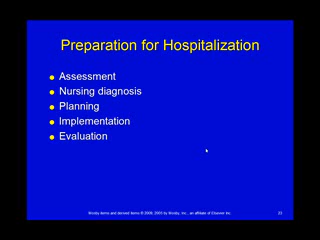 Preparation for Hospitalization
Assessment
Nursing diagnosis
Planning
Implementation
Evaluation
Mosby items and derived items © 2009, 2005 by Mosby, Inc., an affiliate of Elsevier Inc.